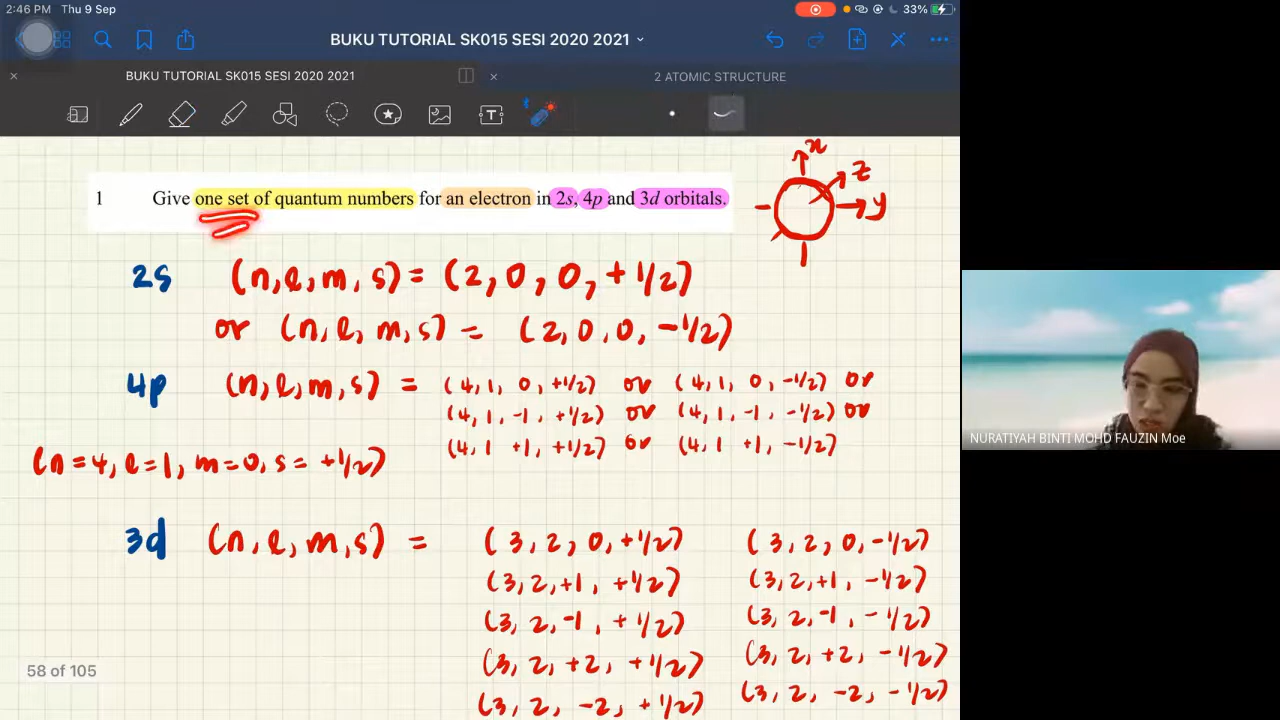 2:46 PM Thu 9 Sep
33%
BUKU TUTORIAL SK015 SESI 2020 2021
BUKU TUTORIAL SK015 SESI 2020 2021
2 ATOMIC STRUCTURE
1 Give one set of quantum numbers for an electron in 2s, 4p and 3d orbitals.
x
z
y
2s (n, l, m, s) = (2, 0, 0, + 1/2)
or (n, l, m, s) = (2, 0, 0, -1/2)
4p (n, l, m, s) = (4, 1, 0, +1/2) or (4, 1, 0, -1/2) or
(4, 1, -1, +1/2) or (4, 1, -1, -1/2) or
(4, 1 +1, +1/2) or (4, 1 +1, -1/2)
(n = 4, l = 1, m = 0, s = +1/2)
3d (n, l, m, s) = (3, 2, 0, +1/2) (3, 2, 0, -1/2)
(3, 2, +1, +1/2) (3, 2, +1, -1/2)
(3, 2, -1, +1/2) (3, 2, -1, -1/2)
(3, 2, +2, +1/2) (3, 2, +2, -1/2)
(3, 2, -2, +1/2) (3, 2, -2, -1/2)
58 of 105
NURATIYAH BINTI MOHD FAUZIN Moe